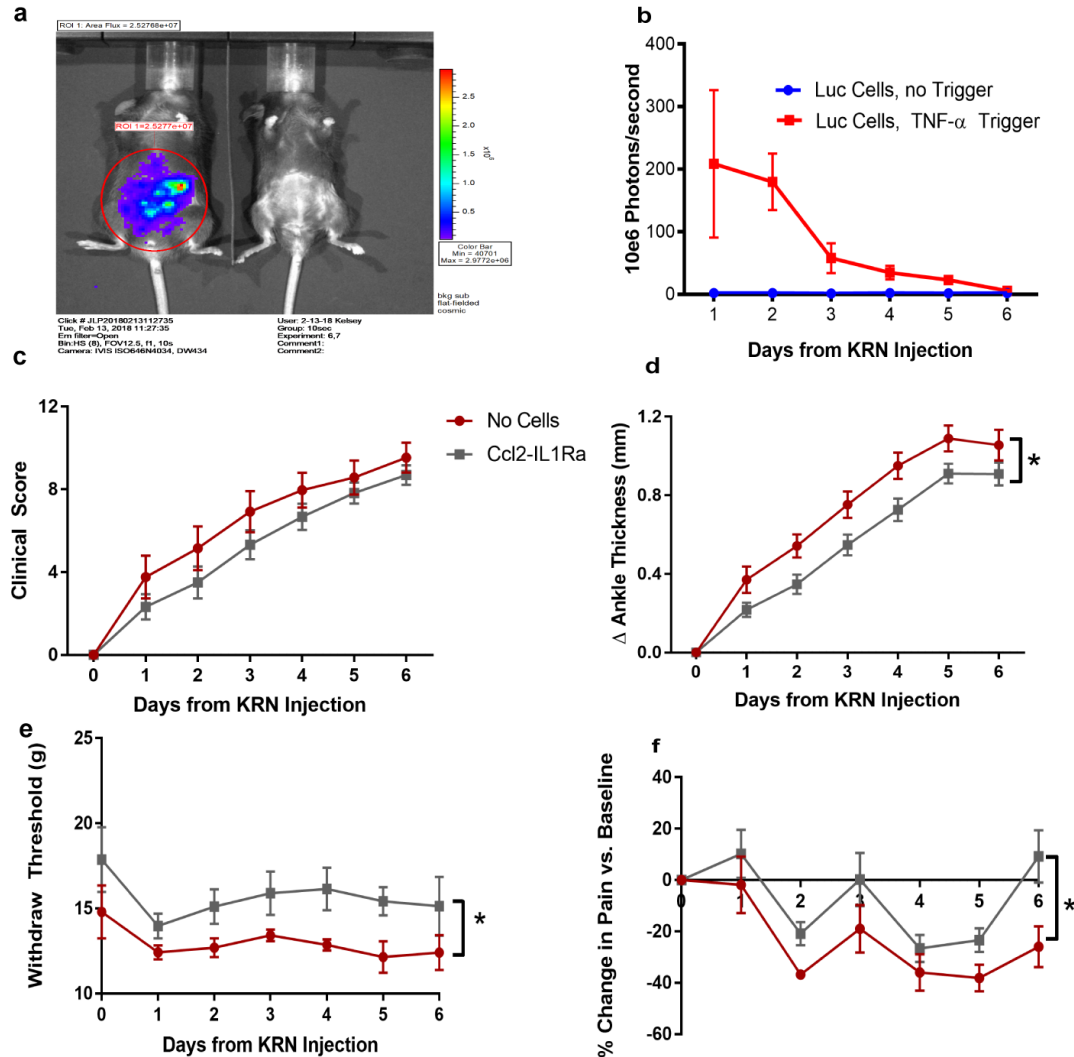 a
ROI 1: Area Flux = 2.52768e+07
ROI 1=2.5277e+07
2.5
2.0
1.5
1.0
0.5
Color Bar
Min = 40701
Max = 2.9772e+06
bkg sub
flat-fielded
cosmic
Click # JLP20180213112735
Tue, Feb 13, 2018 11:27:35
Em filter=Open
Bin:HS (8), FOV12.5, f1, 10s
Camera: IVIS ISO646N4034, DW434
User: 2-13-18 Kelsey
Group: 10sec
Experiment: 6,7
Comment1:
Comment2:
b
10e6 Photons/second
400
300
200
100
0
Luc Cells, no Trigger
Luc Cells, TNF-α Trigger
1 2 3 4 5 6
Days from KRN Injection
c
Clinical Score
12
8
4
0
No Cells
Ccl2-IL1Ra
0 1 2 3 4 5 6
Days from KRN Injection
d
Δ Ankle Thickness (mm)
1.2
0.8
0.4
0.0
*
0 1 2 3 4 5 6
Days from KRN Injection
e
Withdraw Threshold (g)
25
20
15
10
*
0 1 2 3 4 5 6
Days from KRN Injection
f
% Change in Pain vs. Baseline
40
20
0
-20
-40
-60
0 1 2 3 4 5 6
*